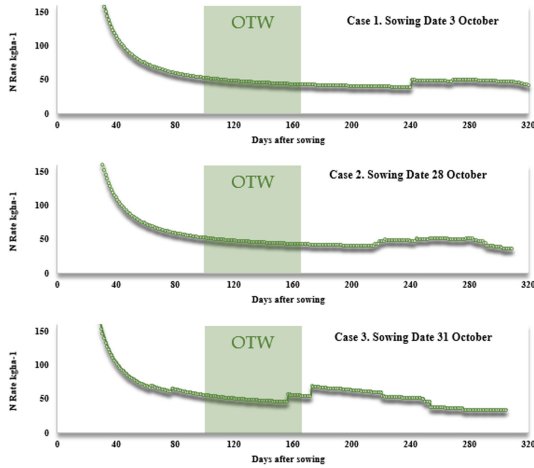 150
100
50
0
N Rate kgha-1
OTW
Case 1. Sowing Date 3 October
0 40 80 120 160 200 240 280 320
Days after sowing
150
100
50
0
N Rate kgha-1
OTW
Case 2. Sowing Date 28 October
0 40 80 120 160 200 240 280 320
Days after sowing
150
100
50
0
N Rate kgha-1
OTW
Case 3. Sowing Date 31 October
0 40 80 120 160 200 240 280 320
Days after sowing